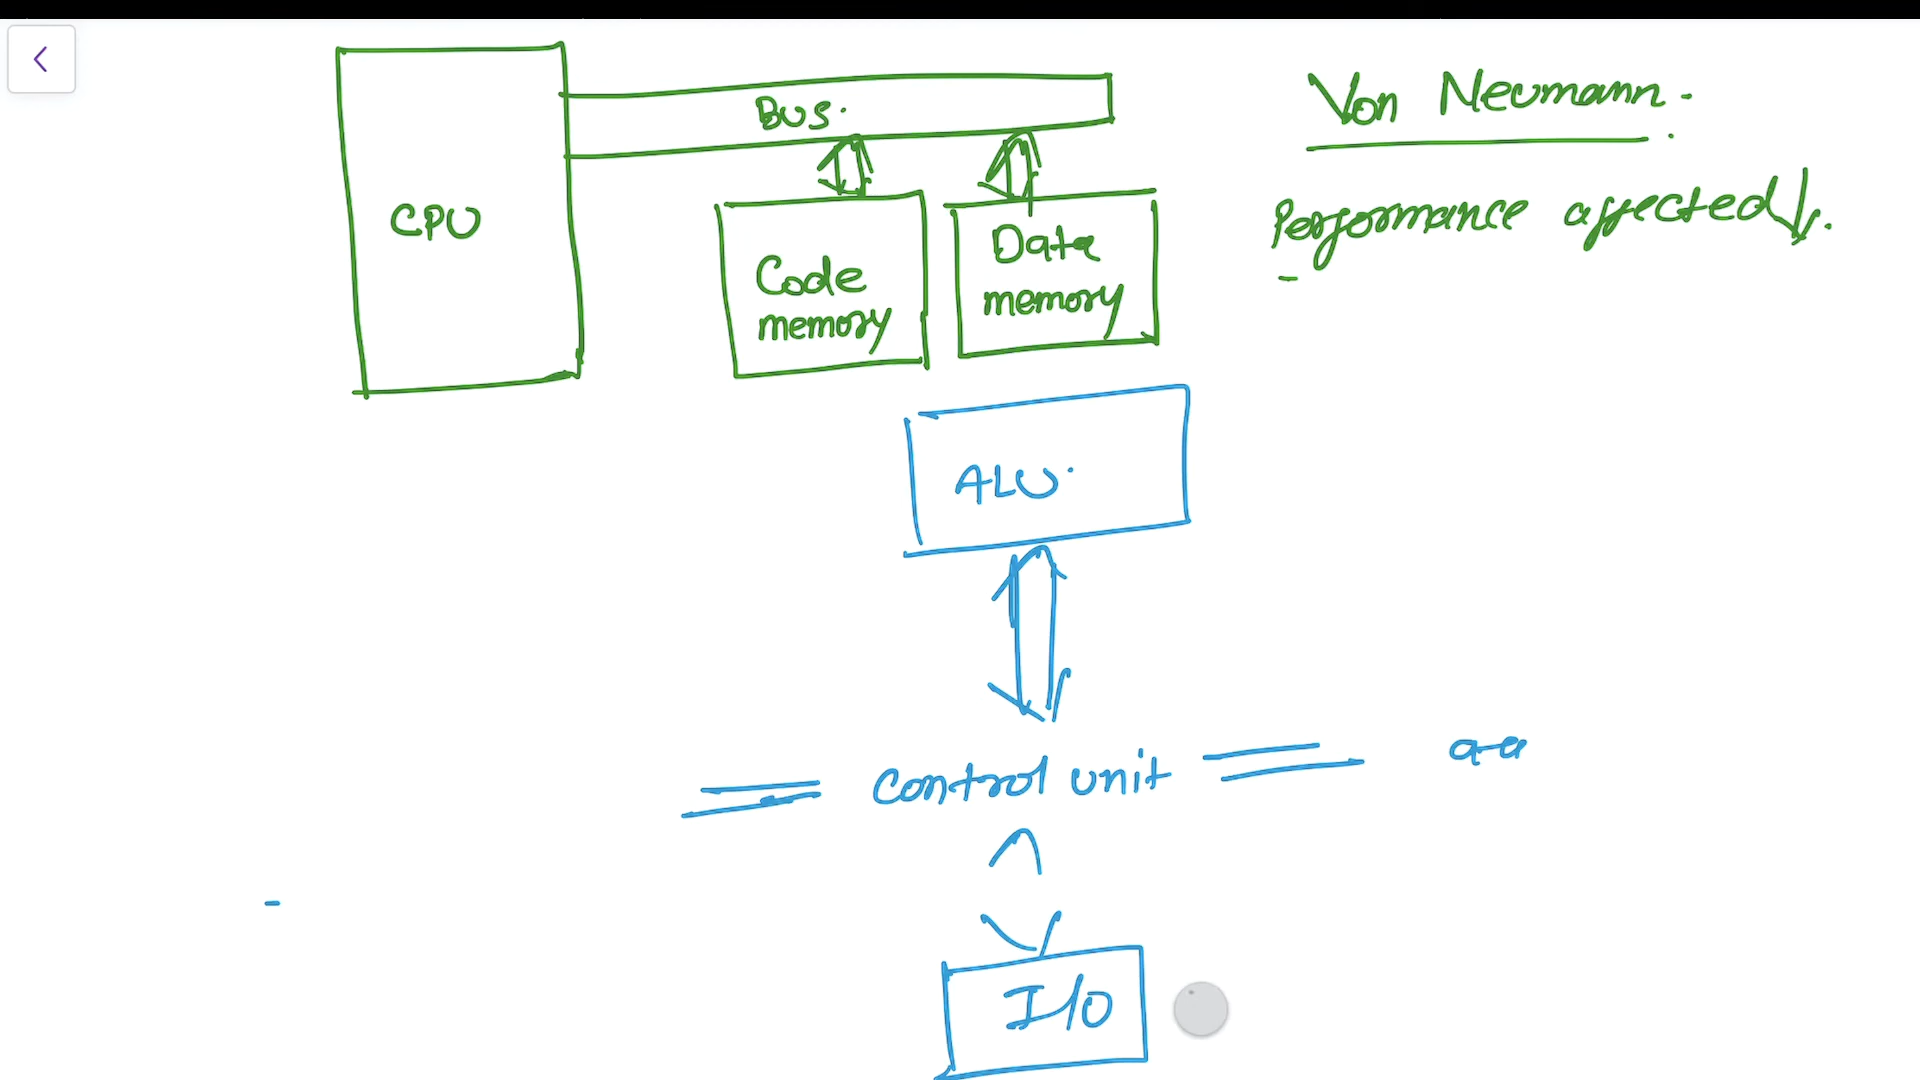 Von Neumann.
Bus.
Performance affected
CPU
Code
memory
Data
memory
ALU.
Control unit
I/O